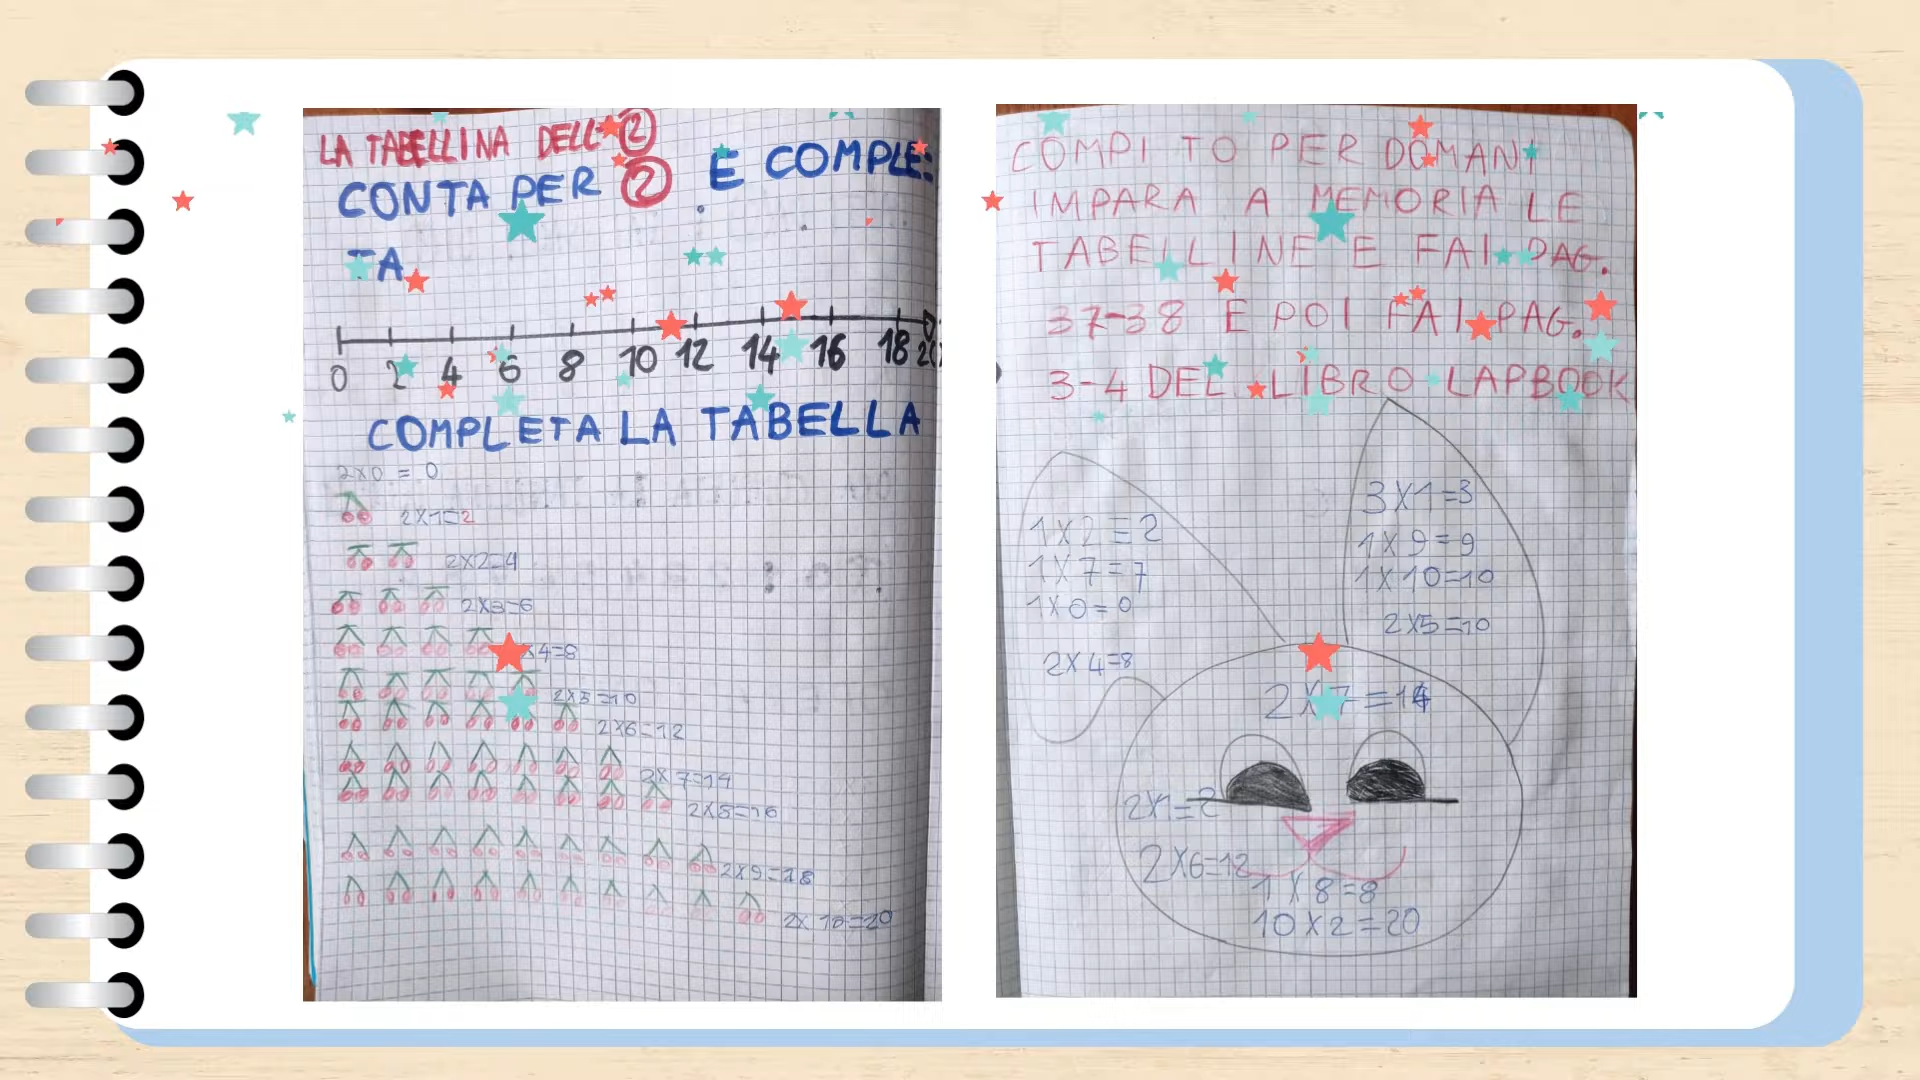 LA TABELLINA DELL 2
CONTA PER 2 E COMPLE:
TA
0 2 4 6 8 10 12 14 16 18 20
COMPLETA LA TABELLA
2X0 = 0
2X1=2
2X2=4
2X3=6
X4=8
2X5=10
2X6=12
2X7=14
2X8=16
2X9=18
2X10=20
COMPITO PER DOMANI
IMPARA A MEMORIA LE
TABELLINE E FAI PAG.
37-38 E POI FAI PAG.
3-4 DEL LIBRO LAPBOOK
1X2=2
1X7=7
1X0=0
2X4=8
3X1=3
1X9=9
1X10=10
2X5=10
2X7=14
2X1=2
2X6=12
1X8=8
10X2=20